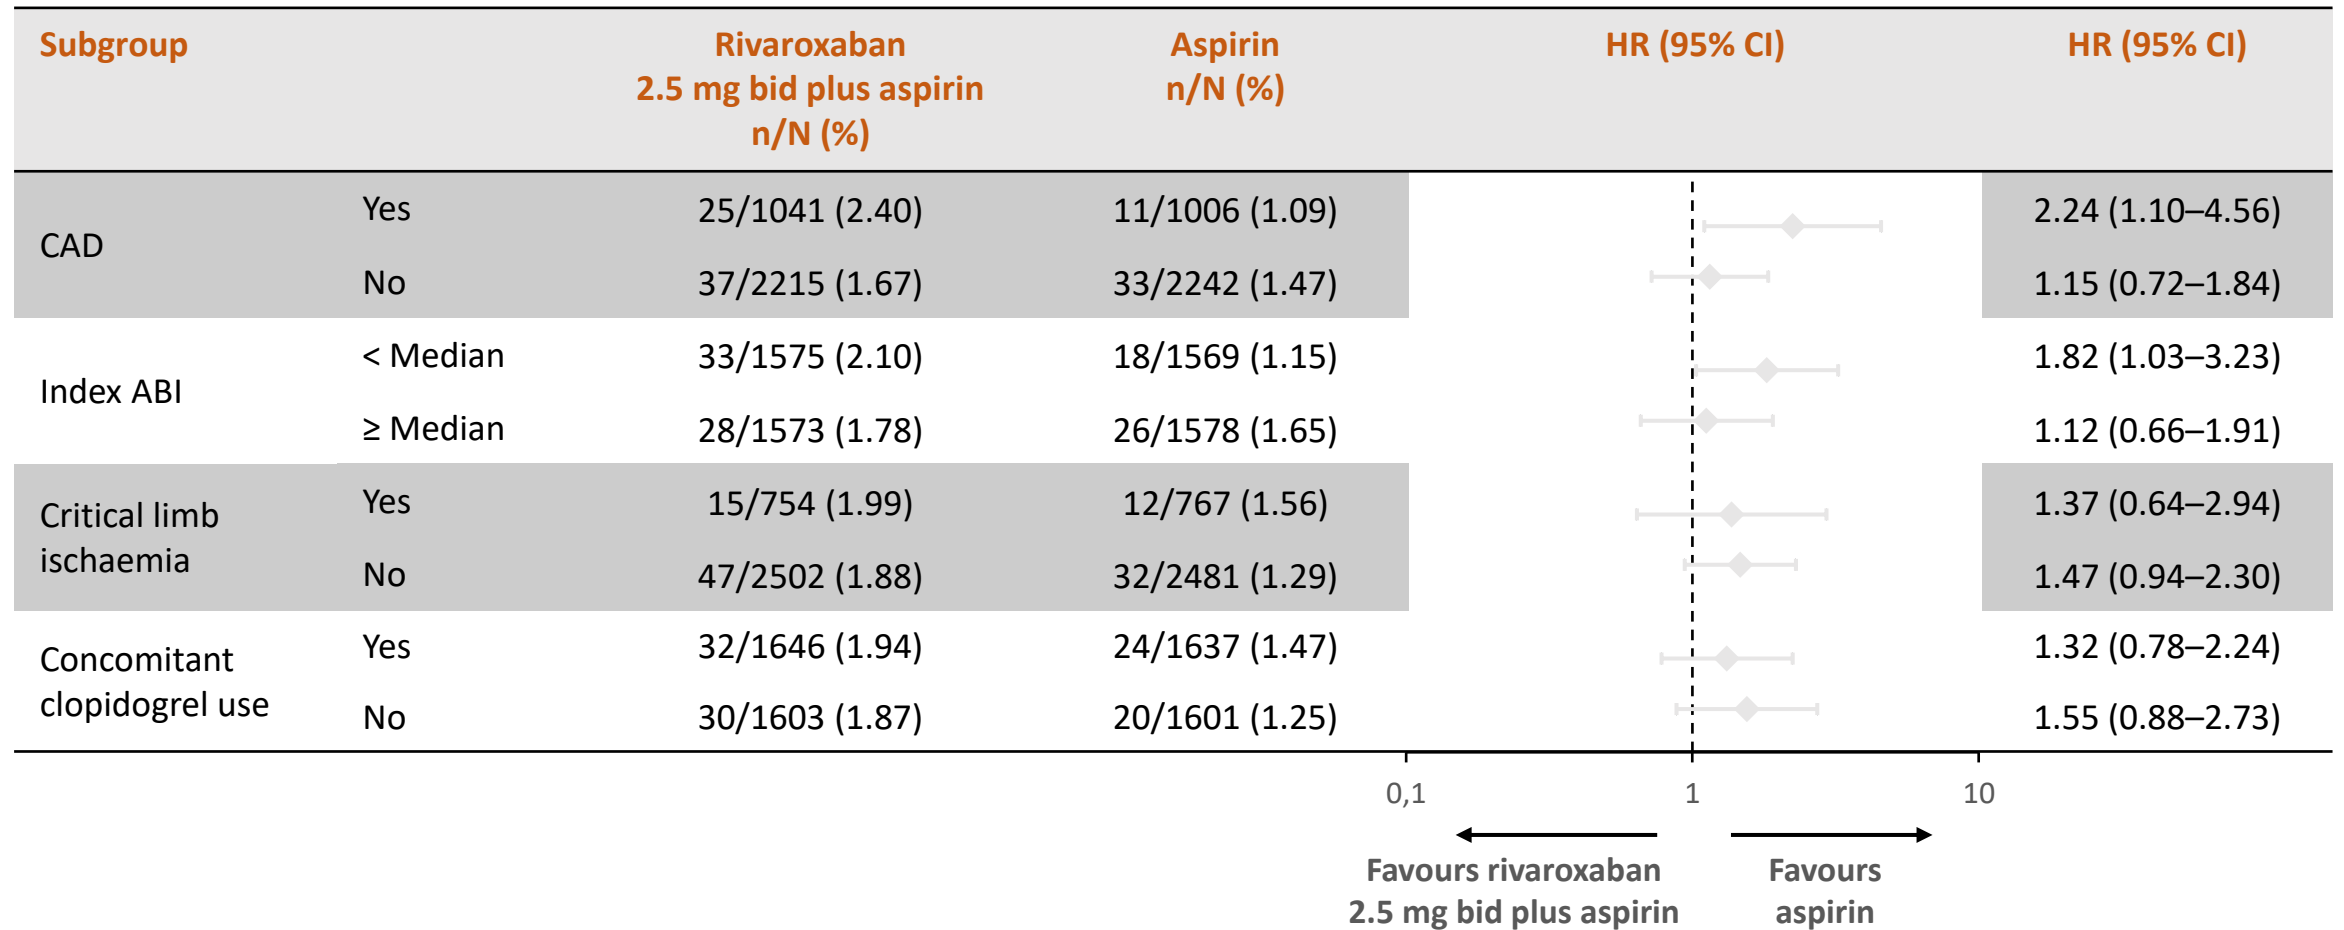 Subgroup
Rivaroxaban
2.5 mg bid plus aspirin
n/N (%)
Aspirin
n/N (%)
HR (95% CI)
HR (95% CI)
CAD
Yes 25/1041 (2.40) 11/1006 (1.09) 2.24 (1.10–4.56)
No 37/2215 (1.67) 33/2242 (1.47) 1.15 (0.72–1.84)
Index ABI
< Median 33/1575 (2.10) 18/1569 (1.15) 1.82 (1.03–3.23)
≥ Median 28/1573 (1.78) 26/1578 (1.65) 1.12 (0.66–1.91)
Critical limb
ischaemia
Yes 15/754 (1.99) 12/767 (1.56) 1.37 (0.64–2.94)
No 47/2502 (1.88) 32/2481 (1.29) 1.47 (0.94–2.30)
Concomitant
clopidogrel use
Yes 32/1646 (1.94) 24/1637 (1.47) 1.32 (0.78–2.24)
No 30/1603 (1.87) 20/1601 (1.25) 1.55 (0.88–2.73)
0,1 1 10
Favours rivaroxaban
2.5 mg bid plus aspirin
Favours
aspirin